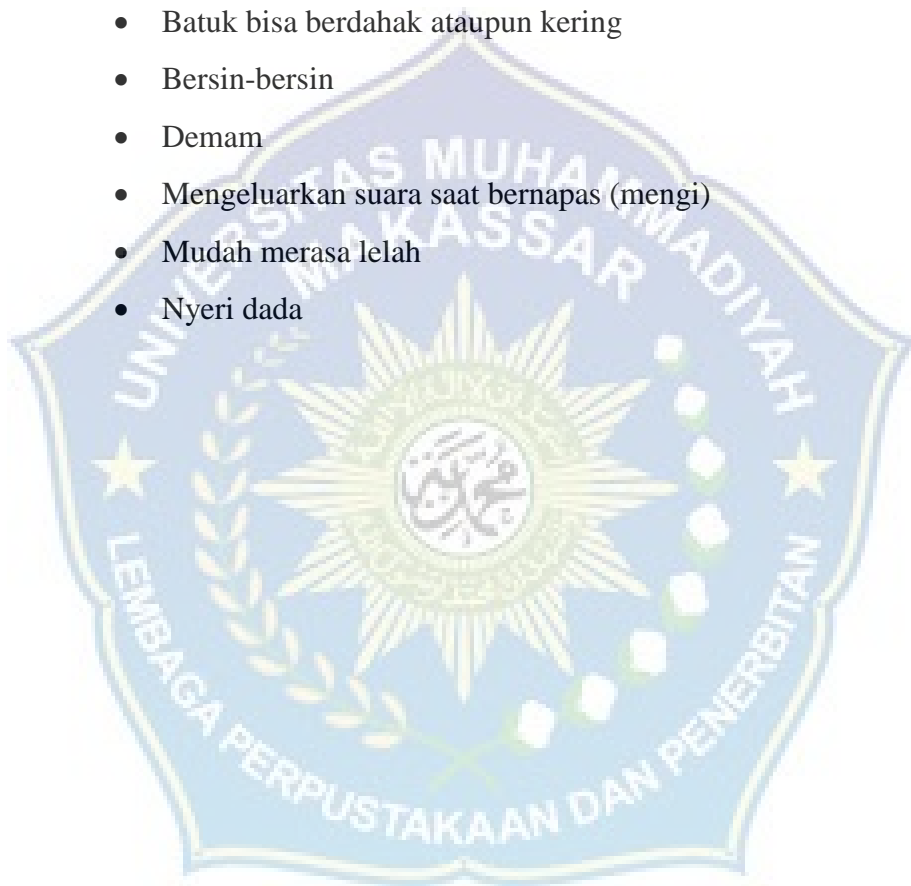 • Batuk bisa berdahak ataupun kering
• Bersin-bersin
• Demam
• Mengeluarkan suara saat bernapas (mengi)
• Mudah merasa lelah
• Nyeri dada
UNIVERSITAS MUHAMMADIYAH
MAKASSAR
محمد
LEMBAGA PERPUSTAKAAN DAN PENERBITAN